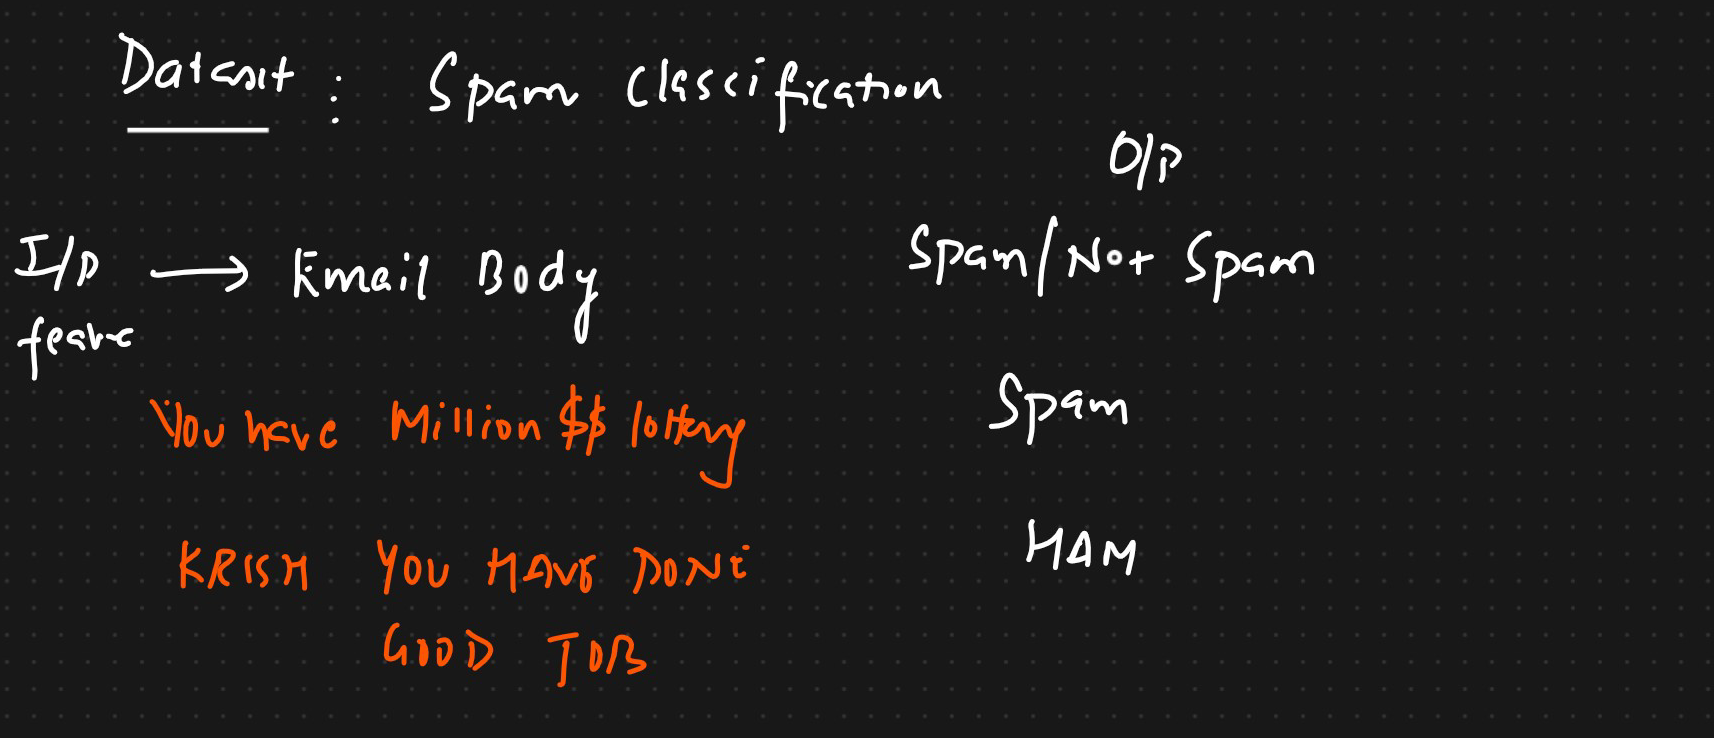 Dataset : Spam Classification
O/P
I/P feature → Email Body
Spam/Not Spam
You have Million $$ lottery
Spam
KRISH YOU HAVE DONE
HAM
GOOD JOB